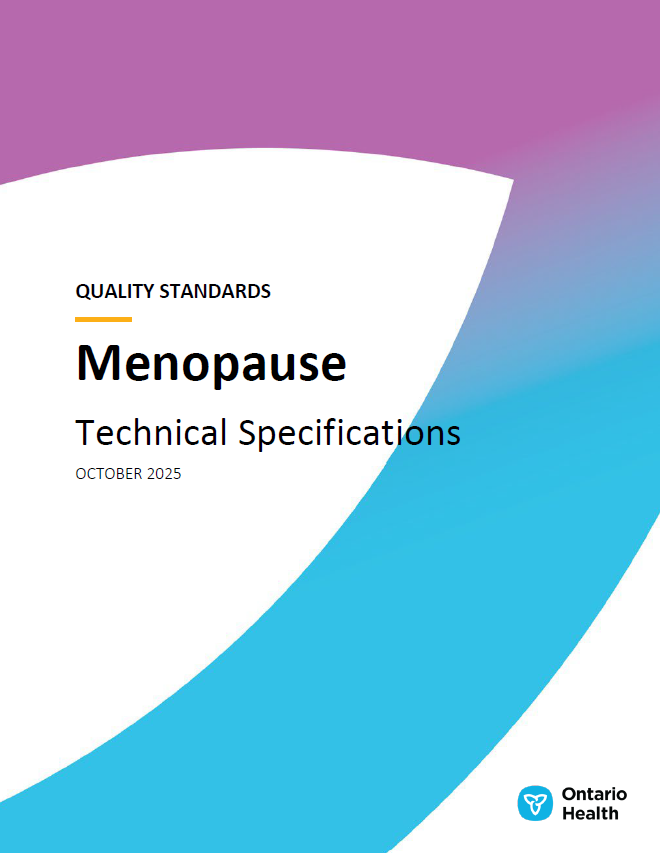 QUALITY STANDARDS
Menopause
Technical Specifications
OCTOBER 2025
Ontario
Health